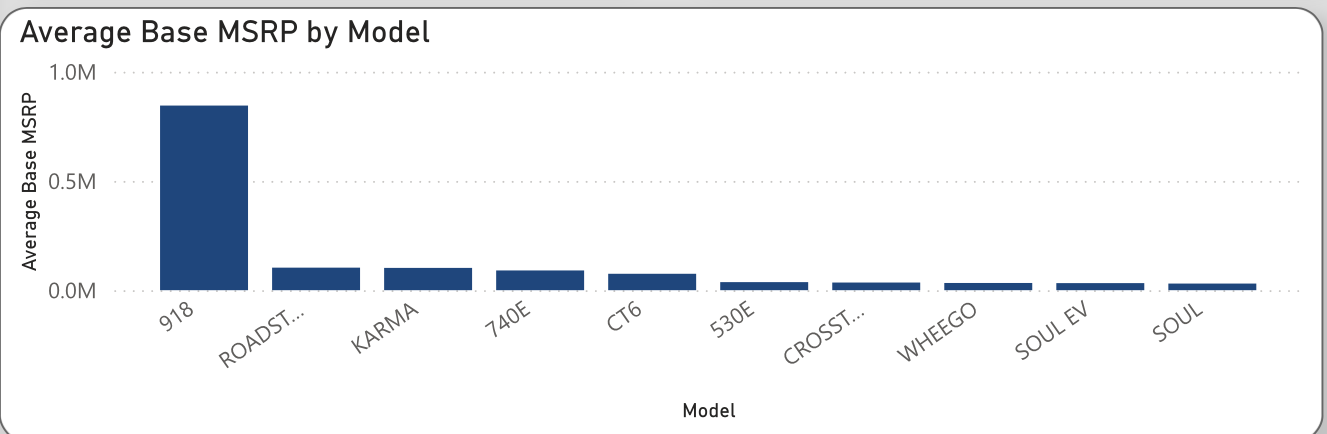 Average Base MSRP by Model
Average Base MSRP
1.0M
0.5M
0.0M
918
ROADST...
KARMA
740E
CT6
530E
CROSST...
WHEEGO
SOUL EV
SOUL
Model